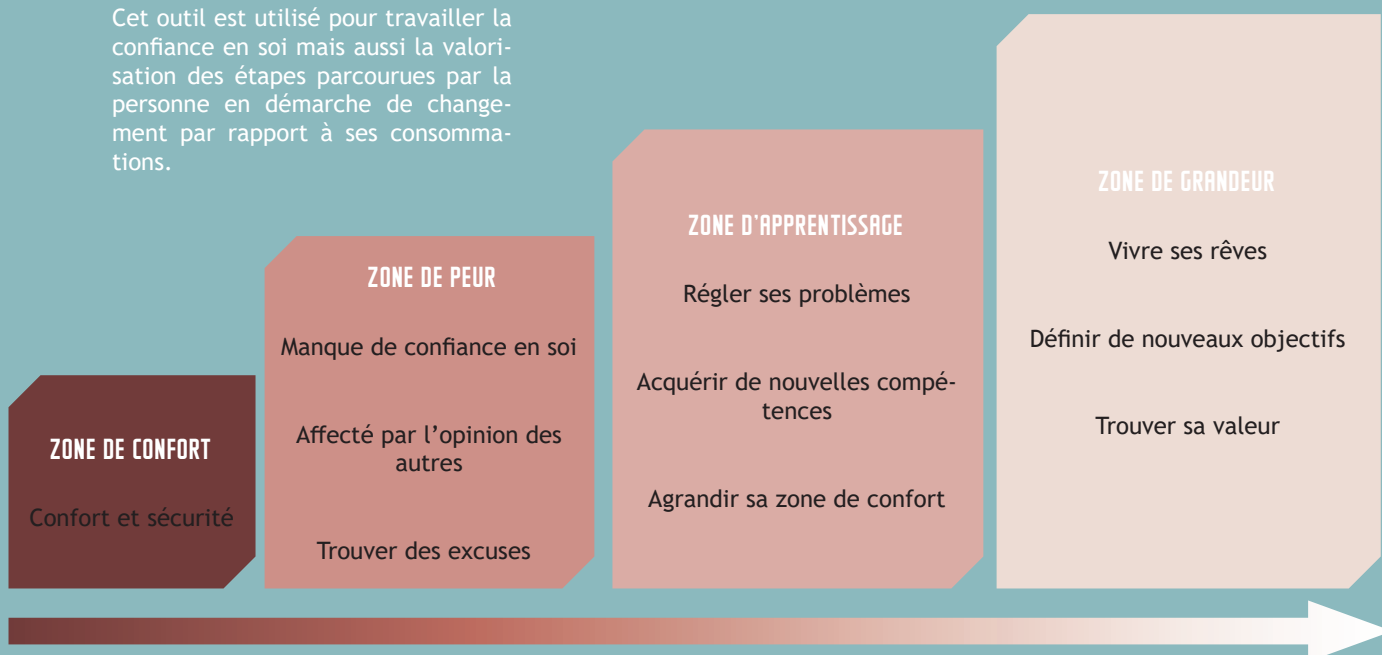 Cet outil est utilisé pour travailler la
confiance en soi mais aussi la valori-
sation des étapes parcourues par la
personne en démarche de change-
ment par rapport à ses consomma-
tions.
ZONE DE CONFORT
Confort et sécurité
ZONE DE PEUR
Manque de confiance en soi
Affecté par l’opinion des
autres
Trouver des excuses
ZONE D'APPRENTISSAGE
Régler ses problèmes
Acquérir de nouvelles compé-
tences
Agrandir sa zone de confort
ZONE DE GRANDEUR
Vivre ses rêves
Définir de nouveaux objectifs
Trouver sa valeur